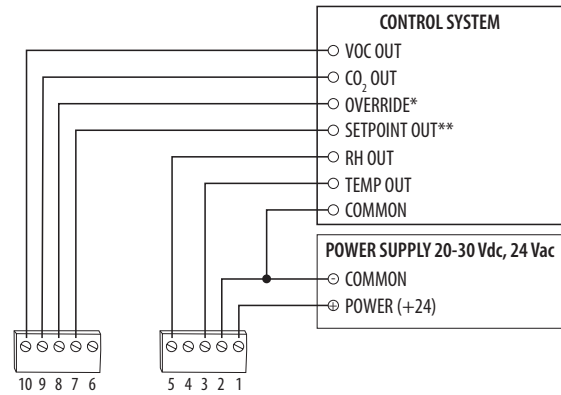 CONTROL SYSTEM
VOC OUT
CO₂ OUT
OVERRIDE*
SETPOINT OUT**
RH OUT
TEMP OUT
COMMON
POWER SUPPLY 20-30 Vdc, 24 Vac
COMMON
POWER (+24)
10 9 8 7 6 5 4 3 2 1